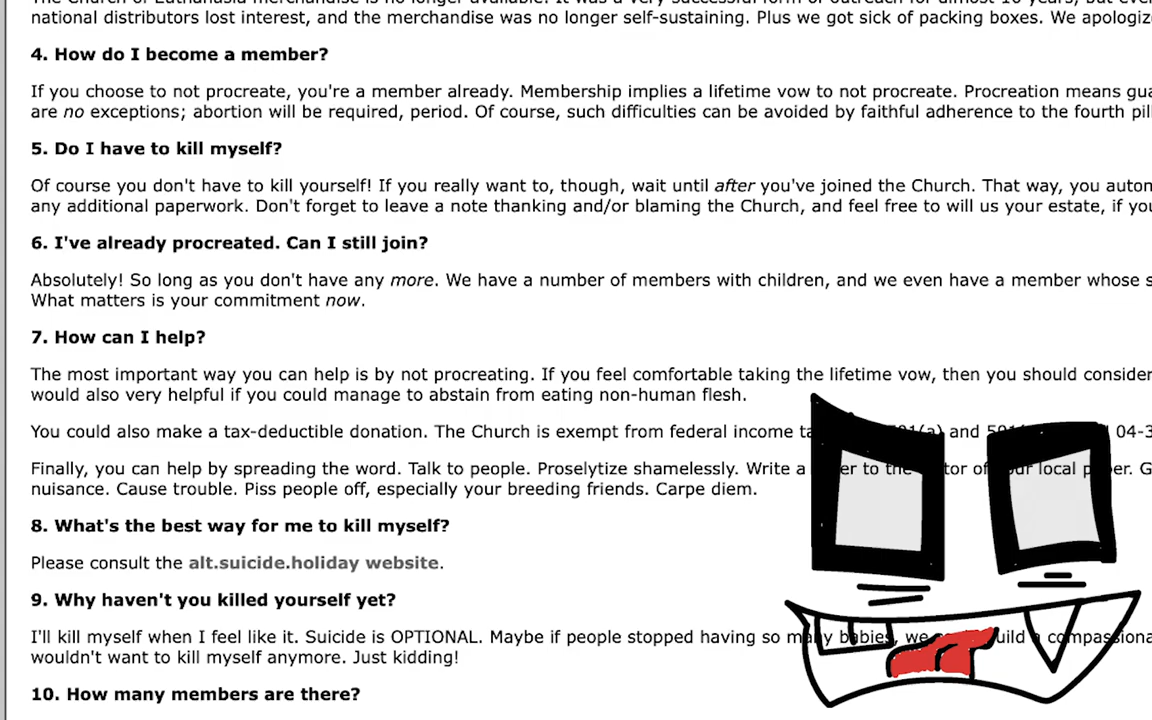 national distributors lost interest, and the merchandise was no longer self-sustaining. Plus we got sick of packing boxes. We apologiz
4. How do I become a member?
If you choose to not procreate, you're a member already. Membership implies a lifetime vow to not procreate. Procreation means gua
are no exceptions; abortion will be required, period. Of course, such difficulties can be avoided by faithful adherence to the fourth pil
5. Do I have to kill myself?
Of course you don't have to kill yourself! If you really want to, though, wait until after you've joined the Church. That way, you auton
any additional paperwork. Don't forget to leave a note thanking and/or blaming the Church, and feel free to will us your estate, if you
6. I've already procreated. Can I still join?
Absolutely! So long as you don't have any more. We have a number of members with children, and we even have a member whose s
What matters is your commitment now.
7. How can I help?
The most important way you can help is by not procreating. If you feel comfortable taking the lifetime vow, then you should consider
would also very helpful if you could manage to abstain from eating non-human flesh.
You could also make a tax-deductible donation. The Church is exempt from federal income and 04-3
Finally, you can help by spreading the word. Talk to people. Proselytize shamelessly. Write a to the of local G
nuisance. Cause trouble. Piss people off, especially your breeding friends. Carpe diem.
8. What's the best way for me to kill myself?
Please consult the alt.suicide.holiday website.
9. Why haven't you killed yourself yet?
I'll kill myself when I feel like it. Suicide is OPTIONAL. Maybe if people stopped having so many babies, we a compassiona
wouldn't want to kill myself anymore. Just kidding!
10. How many members are there?